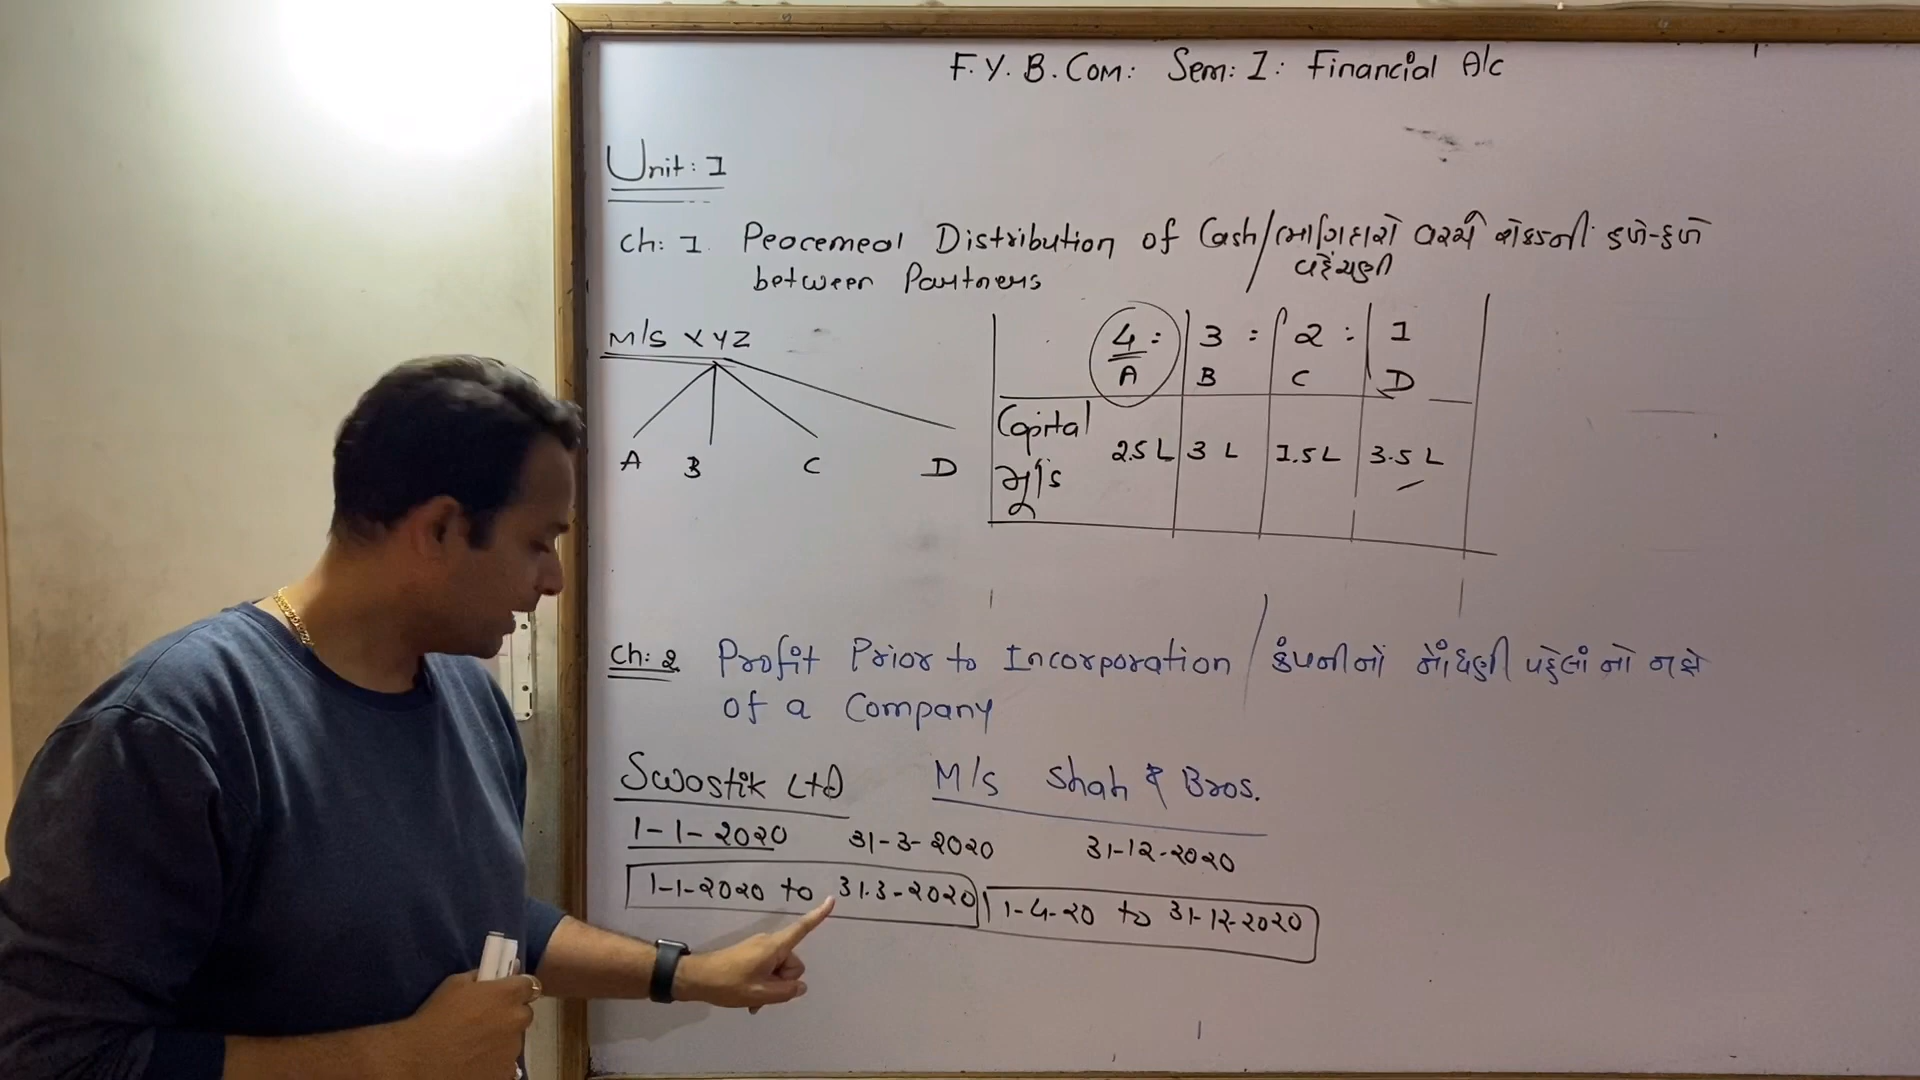 F.Y.B.Com: Sem: I: Financial A/c
Unit: I
Ch: 1. Peacemeal Distribution of Cash/ભાગિદારો વચ્ચે રોકડની હપ્તે-હપ્તે
between Partners / વહેંચણી
M/S XYZ
A B C D
4 : 3 : 2 : 1
A B C D
Capital
મૂ/s 2.5 L 3 L 1.5 L 3.5 L
Ch: 2 Profit Prior to Incorporation / કંપનીનો નોંધણી પહેલાં નો નફો
of a Company
Swastik Ltd M/s Shah & Bros.
1-1-2020 31-3-2020 31-12-2020
1-1-2020 to 31.3-2020 1-4-20 to 31-12-2020